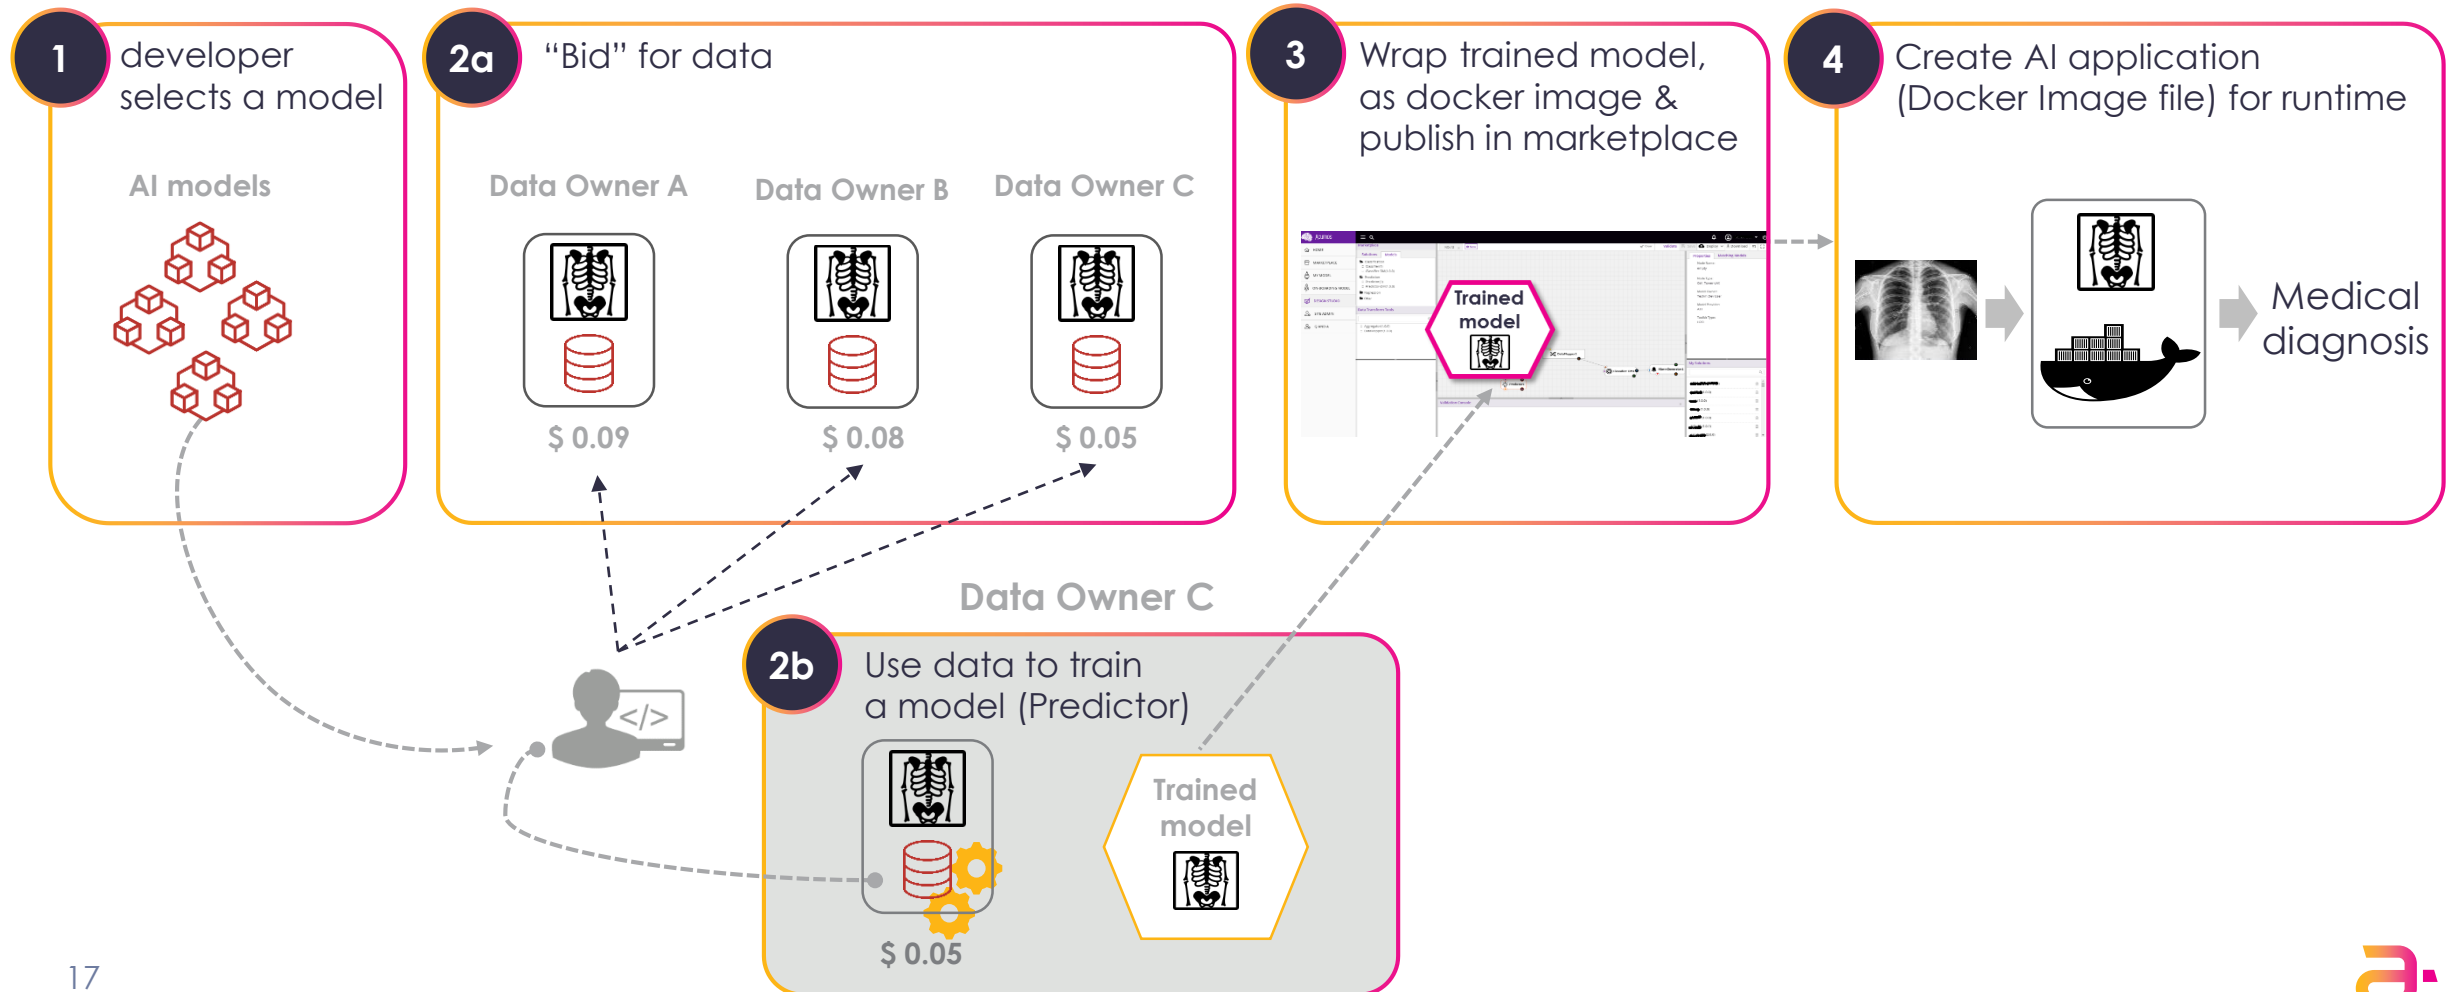 1
developer
selects a model
AI models
2a
“Bid” for data
Data Owner A
Data Owner B
Data Owner C
$ 0.09
$ 0.08
$ 0.05
3
Wrap trained model,
as docker image &
publish in marketplace
Trained
model
4
Create AI application
(Docker Image file) for runtime
Medical
diagnosis
</>
Data Owner C
2b
Use data to train
a model (Predictor)
Trained
model
$ 0.05
17